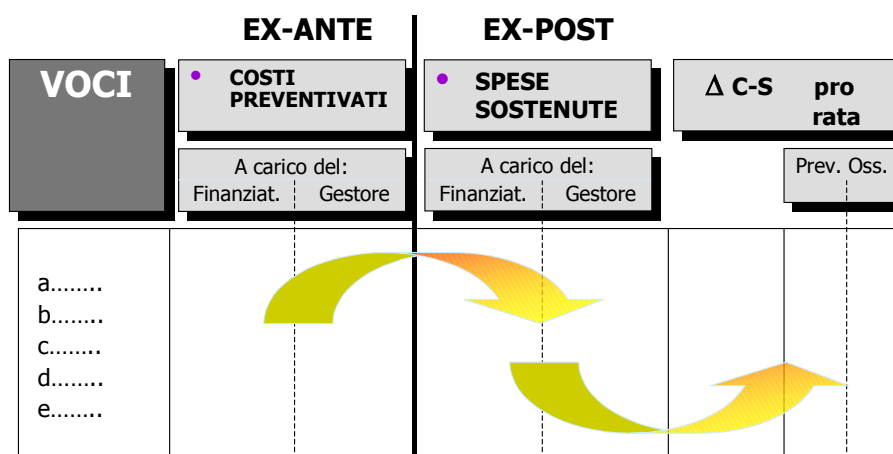 EX-ANTE EX-POST
VOCI
• COSTI
PREVENTIVATI
• SPESE
SOSTENUTE
Δ C-S pro
rata
A carico del:
Finanziat. Gestore
A carico del:
Finanziat. Gestore
Prev. Oss.
a........
b........
c........
d........
e........